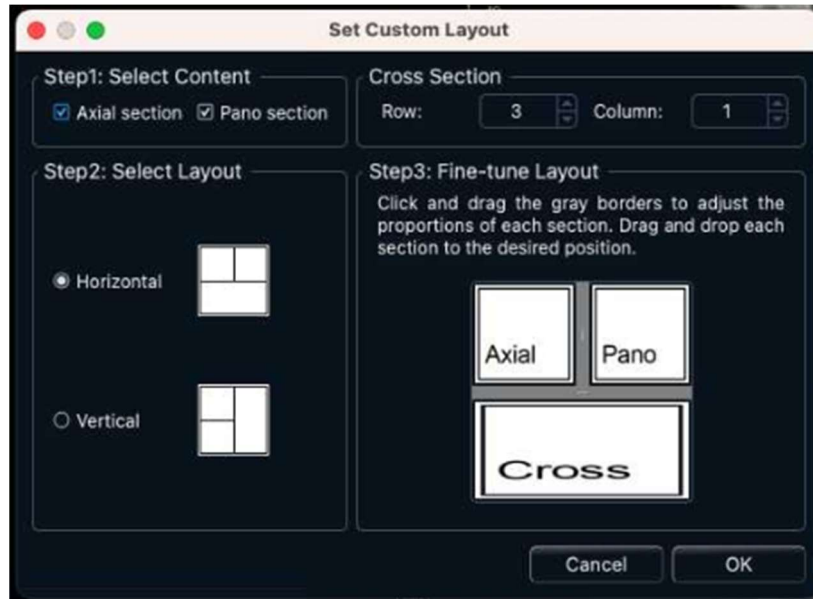 Set Custom Layout
Step1: Select Content
Axial section Pano section
Cross Section
Row: 3 Column: 1
Step2: Select Layout
Horizontal
Vertical
Step3: Fine-tune Layout
Click and drag the gray borders to adjust the
proportions of each section. Drag and drop each
section to the desired position.
Axial Pano
Cross
Cancel OK